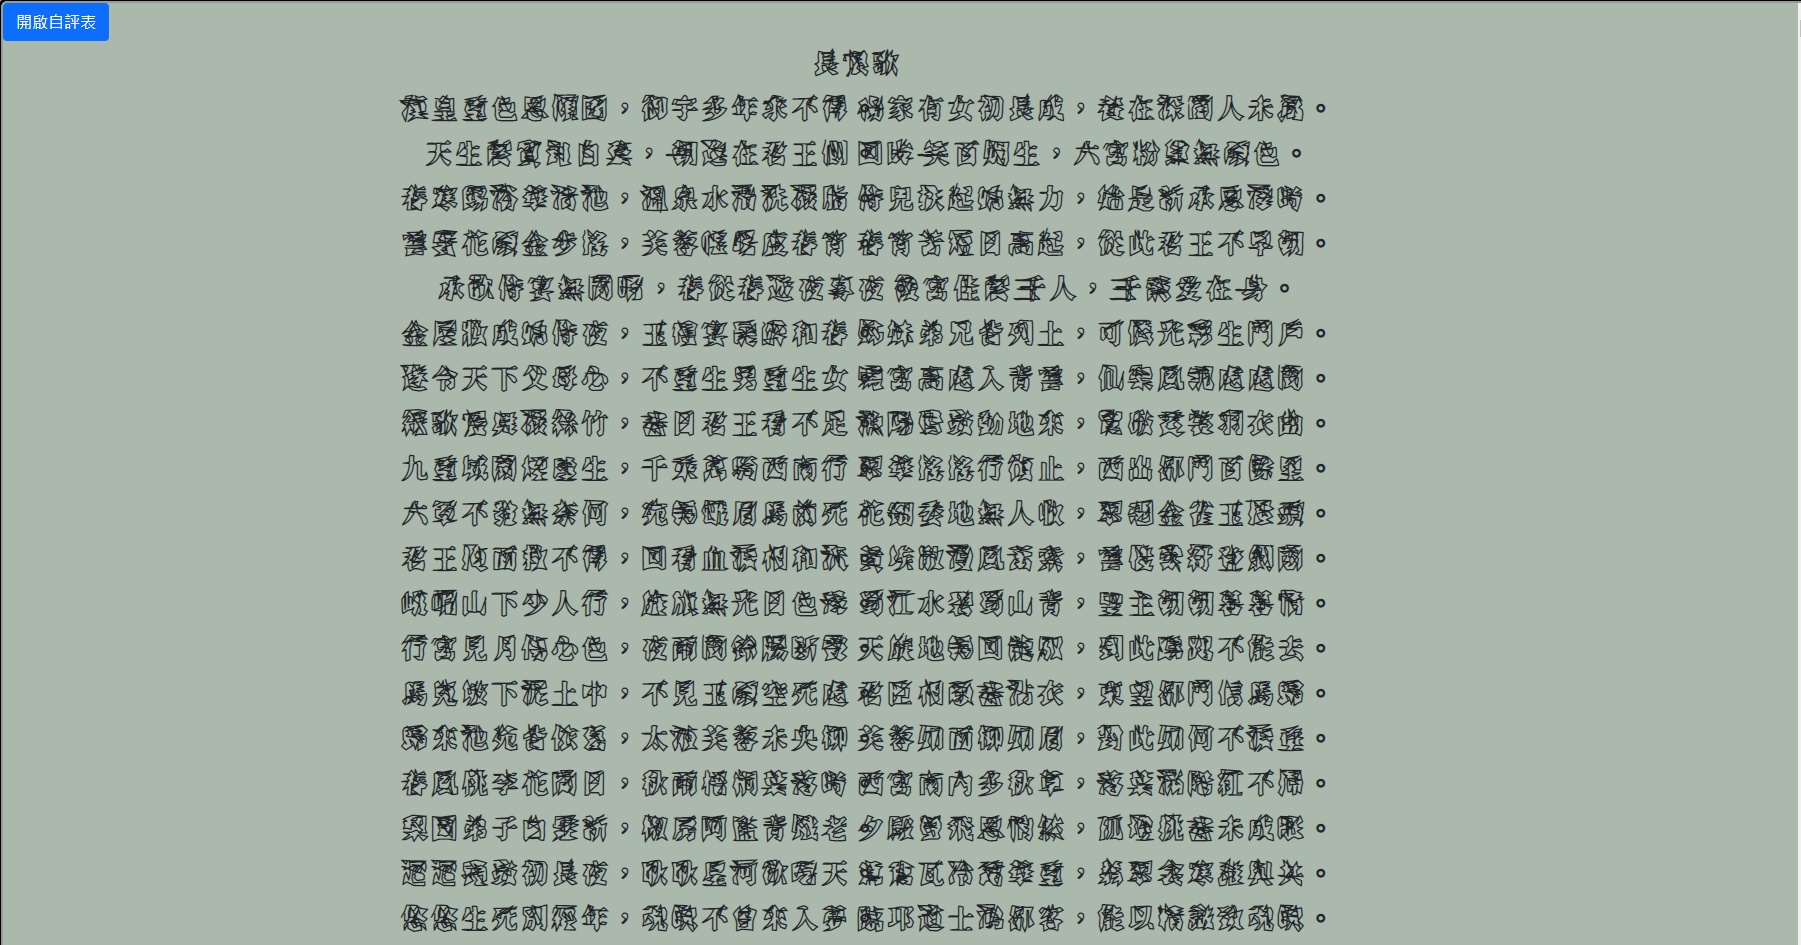 開啟自評表
長恨歌
漢皇重色思傾國，御宇多年求不得 楊家有女初長成，養在深閨人未識。
天生麗質難自棄，一朝選在君王側 回眸一笑百媚生，六宮粉黛無顏色。
春寒賜浴華清池，溫泉水滑洗凝脂 侍兒扶起嬌無力，始是新承恩澤時。
雲鬢花顏金步搖，芙蓉帳暖度春宵 春宵苦短日高起，從此君王不早朝。
承歡侍宴無閒暇，春從春遊夜專夜 後宮佳麗三千人，三千寵愛在一身。
金屋妝成嬌侍夜，玉樓宴罷醉和春 姊妹弟兄皆列土，可憐光彩生門戶。
遂令天下父母心，不重生男重生女 驪宮高處入青雲，仙樂風飄處處聞。
緩歌慢舞凝絲竹，盡日君王看不足 漁陽鼙鼓動地來，驚破霓裳羽衣曲。
九重城闕煙塵生，千乘萬騎西南行 翠華搖搖行復止，西出都門百餘里。
六軍不發無奈何，宛轉蛾眉馬前死 花鈿委地無人收，翠翹金雀玉搔頭。
君王掩面救不得，回看血淚相和流 黃埃散漫風蕭索，雲棧縈紆登劍閣。
峨嵋山下少人行，旌旗無光日色薄 蜀江水碧蜀山青，聖主朝朝暮暮情。
行宮見月傷心色，夜雨聞鈴腸斷聲 天旋地轉回龍馭，到此躊躇不能去。
馬嵬坡下泥土中，不見玉顏空死處 君臣相顧盡沾衣，東望都門信馬歸。
歸來池苑皆依舊，太液芙蓉未央柳 芙蓉如面柳如眉，對此如何不淚垂。
春風桃李花開日，秋雨梧桐葉落時 西宮南內多秋草，落葉滿階紅不掃。
梨園弟子白髮新，椒房阿監青娥老 夕殿螢飛思悄然，孤燈挑盡未成眠。
遲遲鐘鼓初長夜，耿耿星河欲曙天 鴛鴦瓦冷霜華重，翡翠衾寒誰與共。
悠悠生死別經年，魂魄不曾來入夢 臨邛道士鴻都客，能以精誠致魂魄。